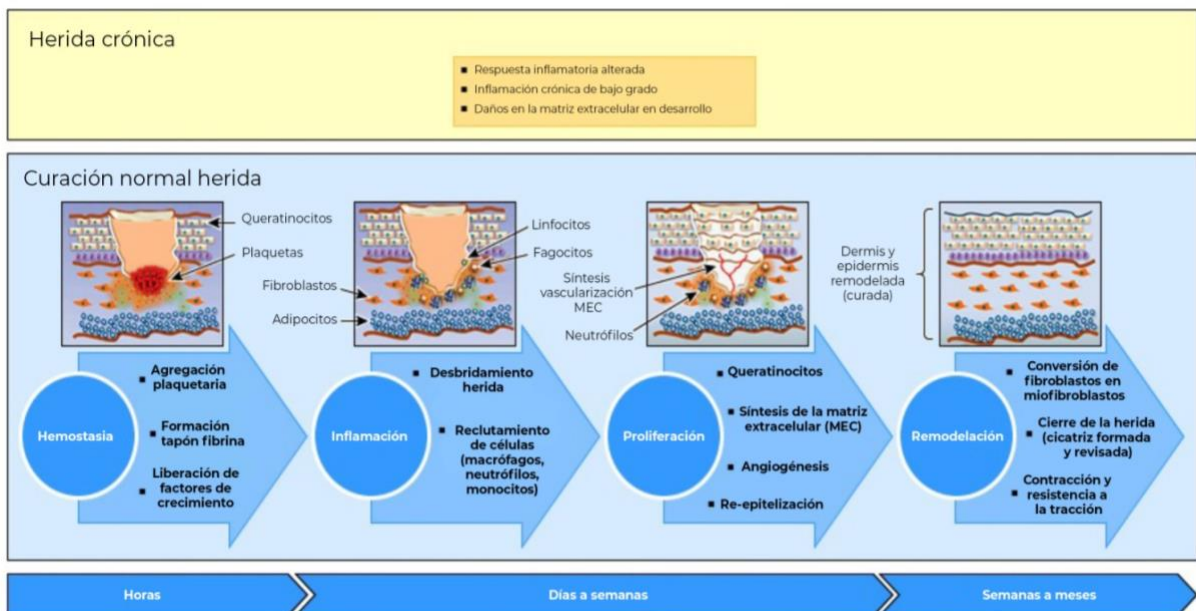 Herida crónica
▪ Respuesta inflamatoria alterada
▪ Inflamación crónica de bajo grado
▪ Daños en la matriz extracelular en desarrollo
Curación normal herida
Queratinocitos
Plaquetas
Fibroblastos
Adipocitos
Linfocitos
Fagocitos
Síntesis
vascularización
MEC
Neutrófilos
Dermis y
epidermis
remodelada
(curada)
Hemostasia
▪ Agregación
plaquetaria
▪ Formación
tapón fibrina
▪ Liberación de
factores de
crecimiento
Inflamación
▪ Desbridamiento
herida
▪ Reclutamiento
de células
(macrófagos,
neutrófilos,
monocitos)
Proliferación
▪ Queratinocitos
▪ Síntesis de la matriz
extracelular (MEC)
▪ Angiogénesis
▪ Re-epitelización
Remodelación
▪ Conversión de
fibroblastos en
miofibroblastos
▪ Cierre de la herida
(cicatriz formada
y revisada)
▪ Contracción y
resistencia a
la tracción
Horas
Días a semanas
Semanas a meses